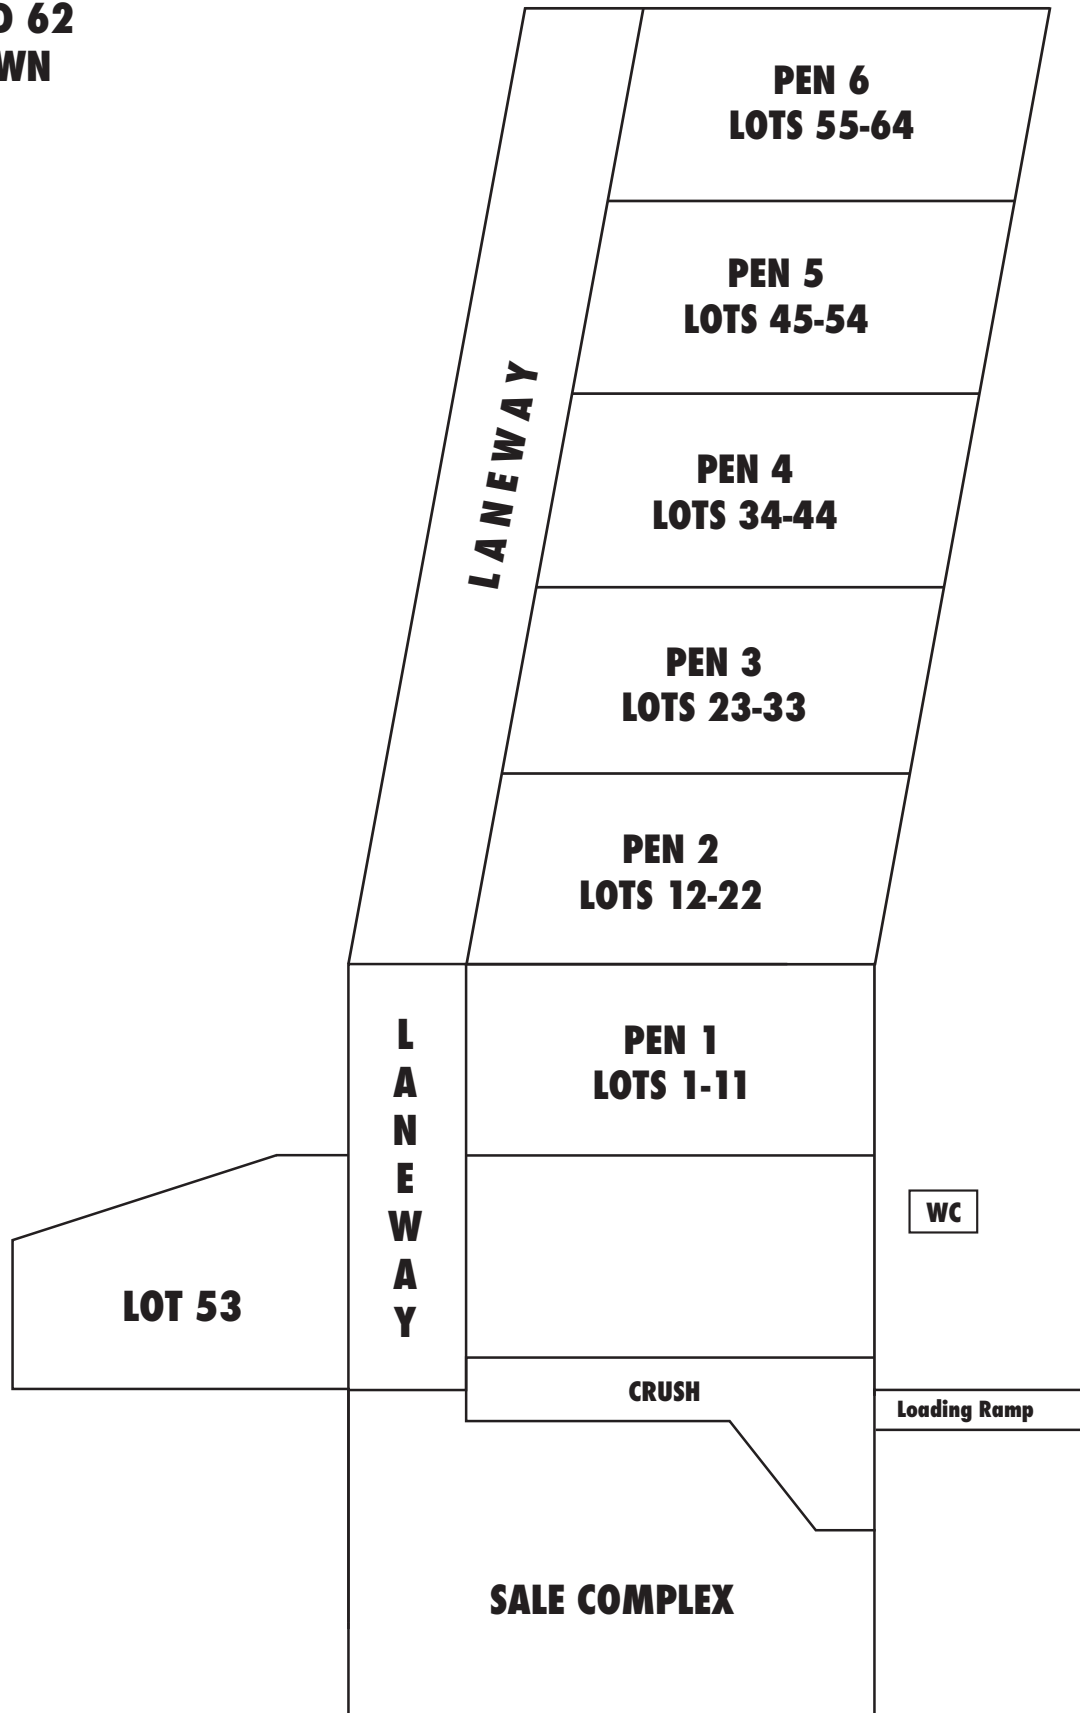 62
PEN 6
LOTS 55-64
PEN 5
LOTS 45-54
LANEWAY
PEN 4
LOTS 34-44
PEN 3
LOTS 23-33
PEN 2
LOTS 12-22
LANEWAY
PEN 1
LOTS 1-11
WC
LOT 53
CRUSH
Loading Ramp
SALE COMPLEX